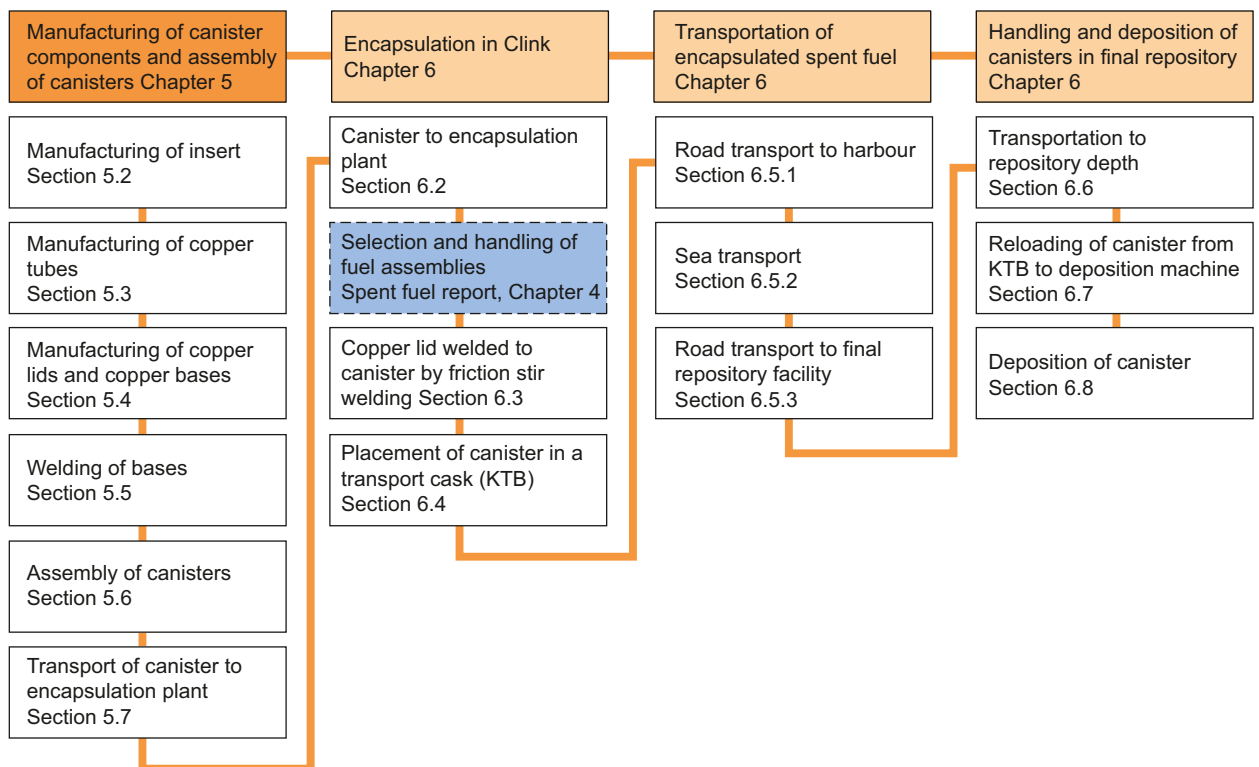 Manufacturing of canister
components and assembly
of canisters Chapter 5
Manufacturing of insert
Section 5.2
Manufacturing of copper
tubes
Section 5.3
Manufacturing of copper
lids and copper bases
Section 5.4
Welding of bases
Section 5.5
Assembly of canisters
Section 5.6
Transport of canister to
encapsulation plant
Section 5.7
Encapsulation in Clink
Chapter 6
Canister to encapsulation
plant
Section 6.2
Selection and handling of
fuel assemblies
Spent fuel report, Chapter 4
Copper lid welded to
canister by friction stir
welding Section 6.3
Placement of canister in a
transport cask (KTB)
Section 6.4
Transportation of
encapsulated spent fuel
Chapter 6
Road transport to harbour
Section 6.5.1
Sea transport
Section 6.5.2
Road transport to final
repository facility
Section 6.5.3
Handling and deposition of
canisters in final repository
Chapter 6
Transportation to
repository depth
Section 6.6
Reloading of canister from
KTB to deposition machine
Section 6.7
Deposition of canister
Section 6.8